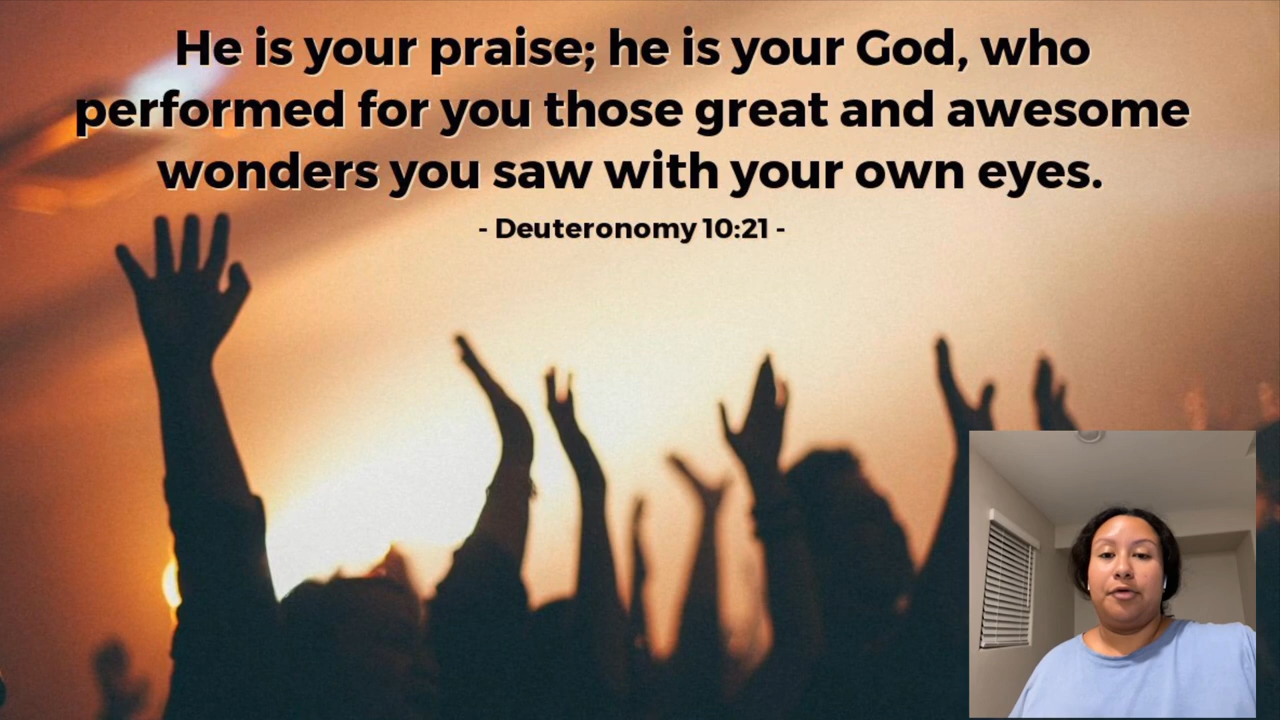 He is your praise; he is your God, who
performed for you those great and awesome
wonders you saw with your own eyes.
- Deuteronomy 10:21 -